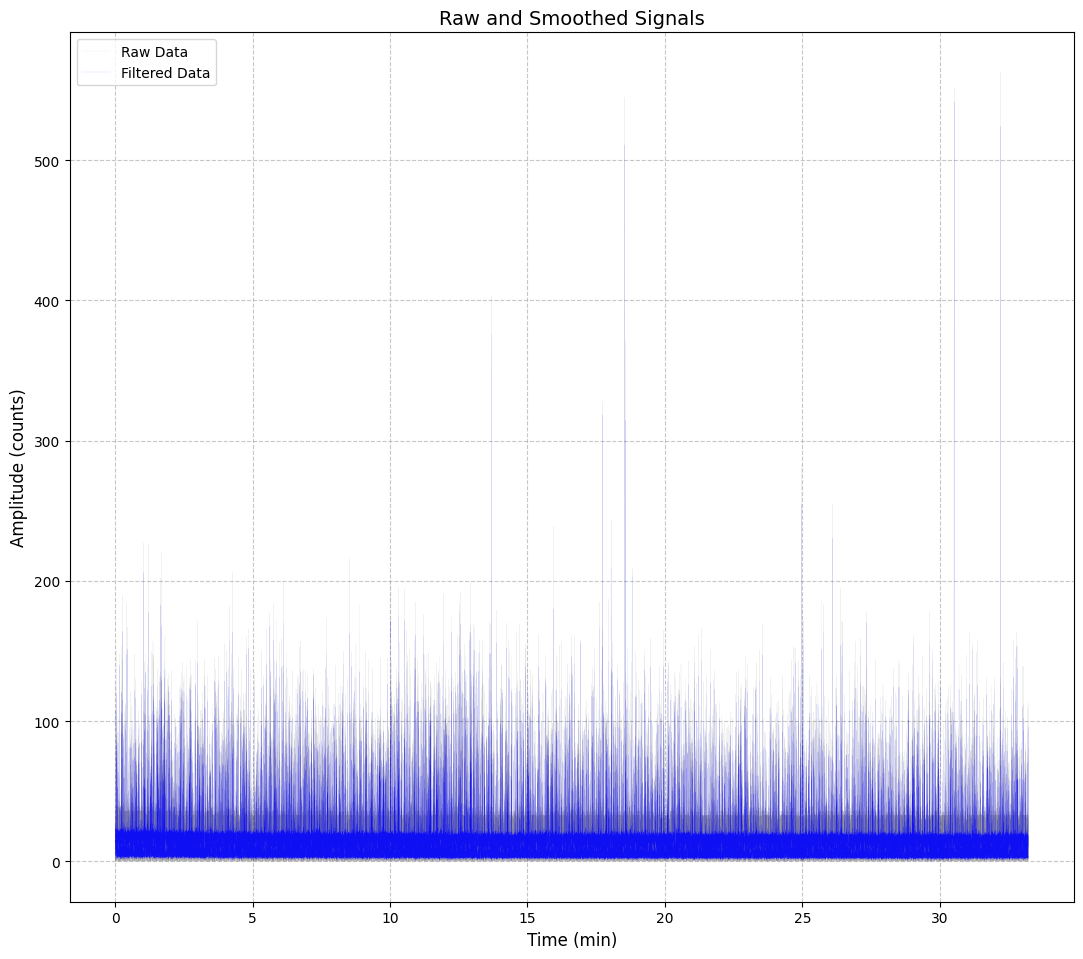 Raw and Smoothed Signals
Raw Data
Filtered Data
Amplitude (counts)
500
400
300
200
100
0
0 5 10 15 20 25 30
Time (min)